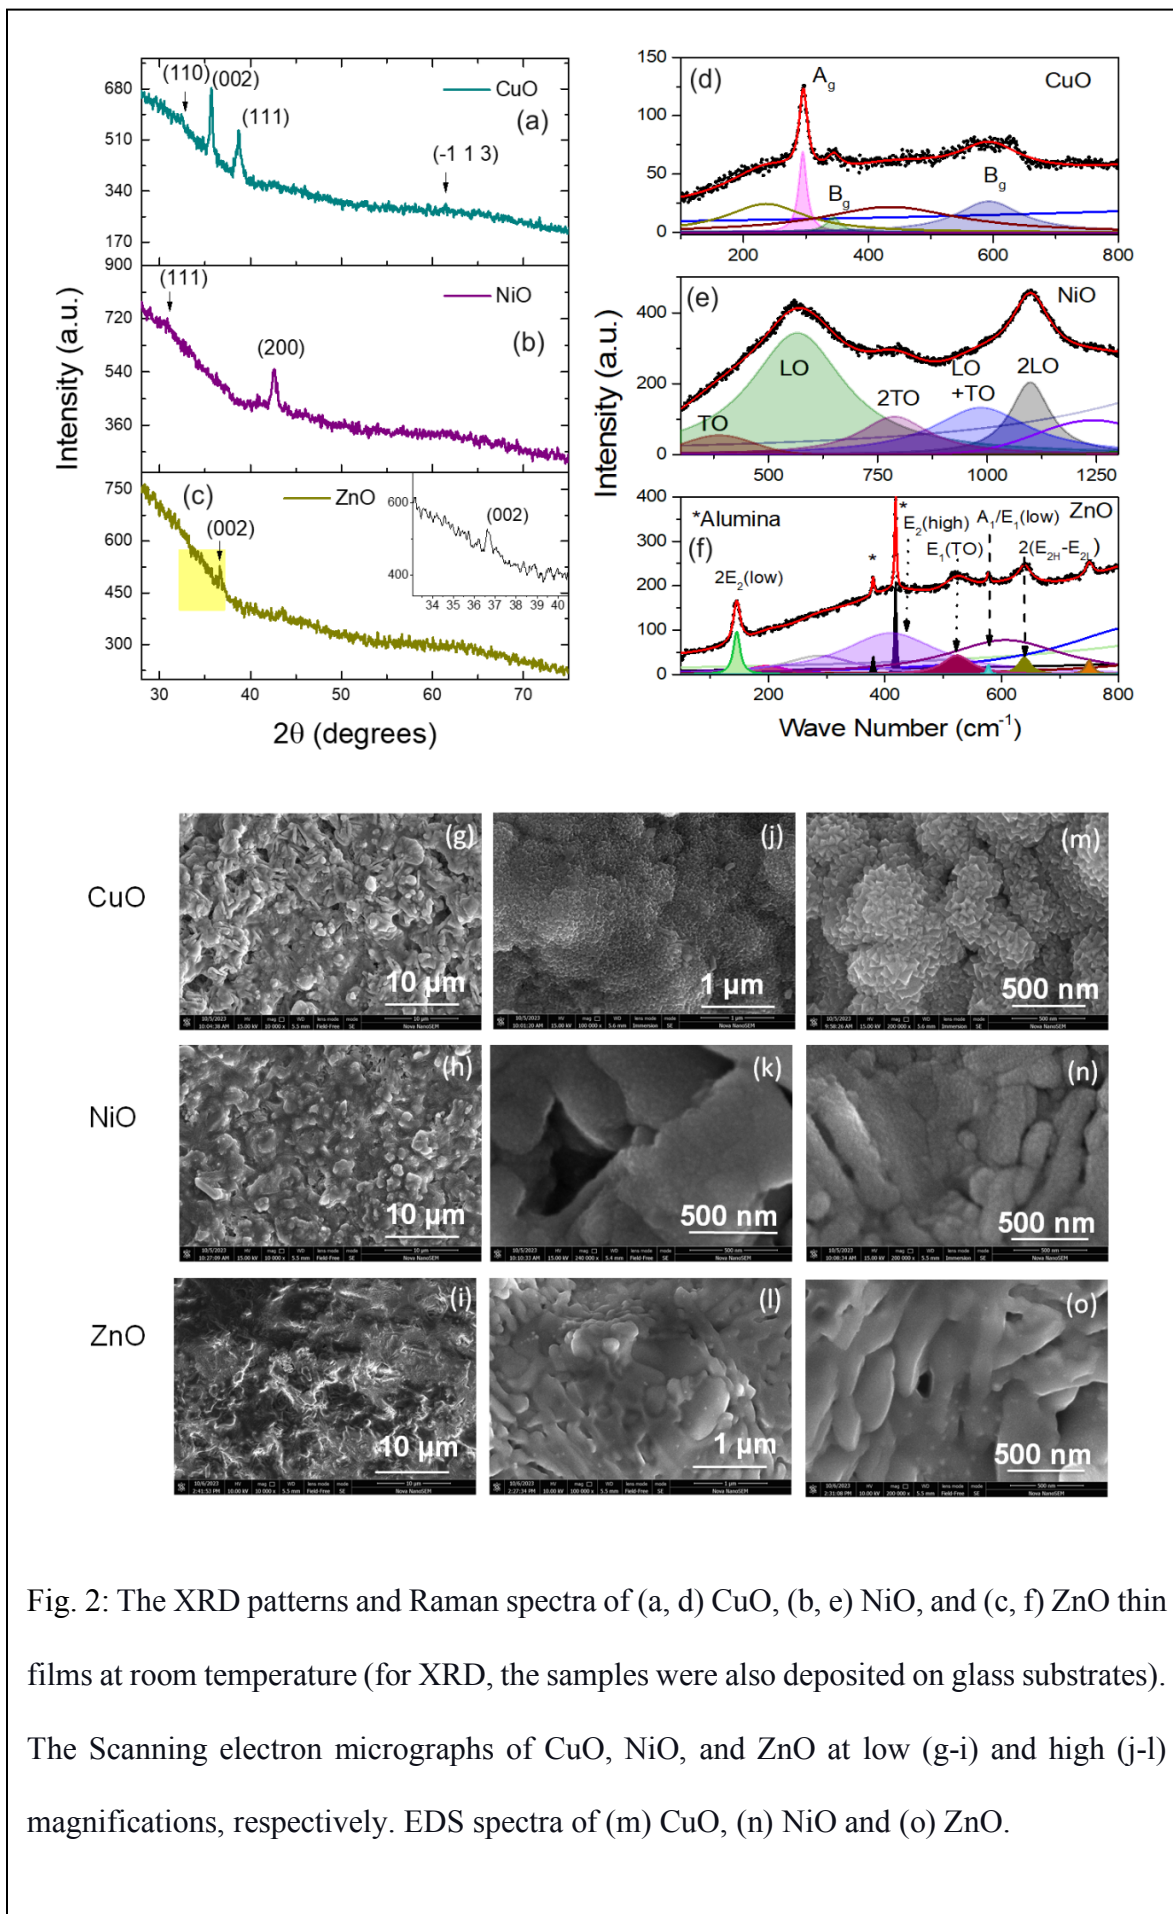 680
510
340
170
(110)
(002)
(111)
(-1 1 3)
CuO
(a)
900
720
540
360
(111)
(200)
NiO
(b)
750
600
450
300
(c)
(002)
ZnO
600
400
(002)
34 35 36 37 38 39 40
30 40 50 60 70
2θ (degrees)
Intensity (a.u.)
150
100
50
0
(d)
Ag
Bg
Bg
CuO
200 400 600 800
400
200
0
(e)
TO
LO
2TO
LO
+TO
2LO
NiO
500 750 1000 1250
400
300
200
100
0
*Alumina
(f)
2E2(low)
*
*
E2(high)
E1(TO)
A1/E1(low)
2(E2H-E2L)
ZnO
200 400 600 800
Wave Number (cm-1)
Intensity (a.u.)
CuO
(g)
10 µm
(j)
1 µm
(m)
500 nm
NiO
(h)
10 µm
(k)
500 nm
(n)
500 nm
ZnO
(i)
10 µm
(l)
1 µm
(o)
500 nm
Fig. 2: The XRD patterns and Raman spectra of (a, d) CuO, (b, e) NiO, and (c, f) ZnO thin
films at room temperature (for XRD, the samples were also deposited on glass substrates).
The Scanning electron micrographs of CuO, NiO, and ZnO at low (g-i) and high (j-l)
magnifications, respectively. EDS spectra of (m) CuO, (n) NiO and (o) ZnO.